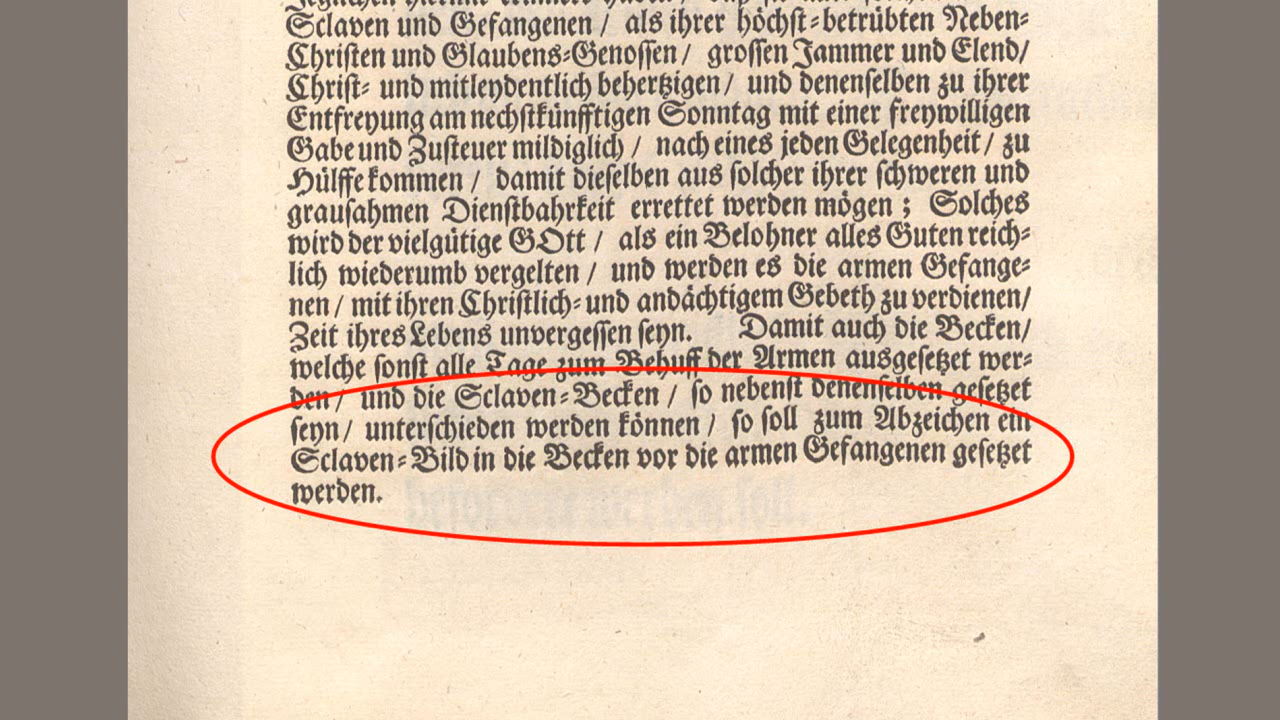 Sclaven und Gefangenen / als ihrer höchst-betrübten Neben-
Christen und Glaubens-Genossen / grossen Jammer und Elend/
Christ- und mitleydentlich behertzigen / und denenselben zu ihrer
Entfreyung am nechstkünfftigen Sonntag mit einer freywilligen
Gabe und Zusteuer mildiglich / nach eines jeden Gelegenheit / zu
Hülffe kommen / damit dieselben aus solcher ihrer schweren und
grausahmen Dienstbahrkeit errettet werden mögen ; Solches
wird der vielgütige GOtt / als ein Belohner alles Guten reich-
lich wiederumb vergelten / und werden es die armen Gefange-
nen / mit ihren Christlich- und andächtigem Gebeth zu verdienen/
Zeit ihres Lebens unvergessen seyn. Damit auch die Becken/
welche sonst alle Tage zum Behuff der Armen ausgesetzet wer-
den / und die Sclaven-Becken / so nebenst denenselben gesetzet
seyn / unterschieden werden können / so soll zum Abzeichen ein
Sclaven-Bild in die Becken vor die armen Gefangenen gesetzet
werden.